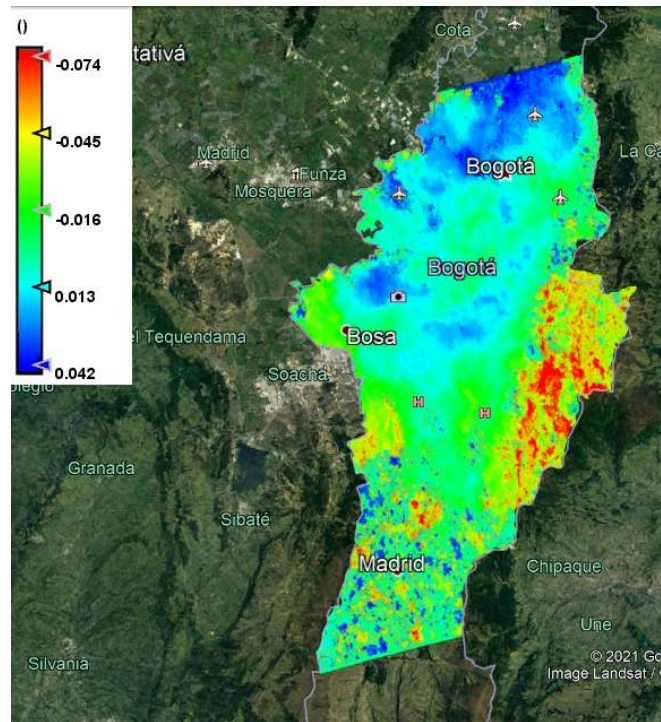 ()
-0.074
-0.045
-0.016
0.013
0.042
tativá
Cota
Madrid
Funza
Mosquera
La Ca
Bogotá
Bogotá
el Tequendama
Bosa
Soacha
H
H
Granada
Sibaté
Madrid
Chipaque
Une
Silvania
© 2021 Go
Image Landsat /